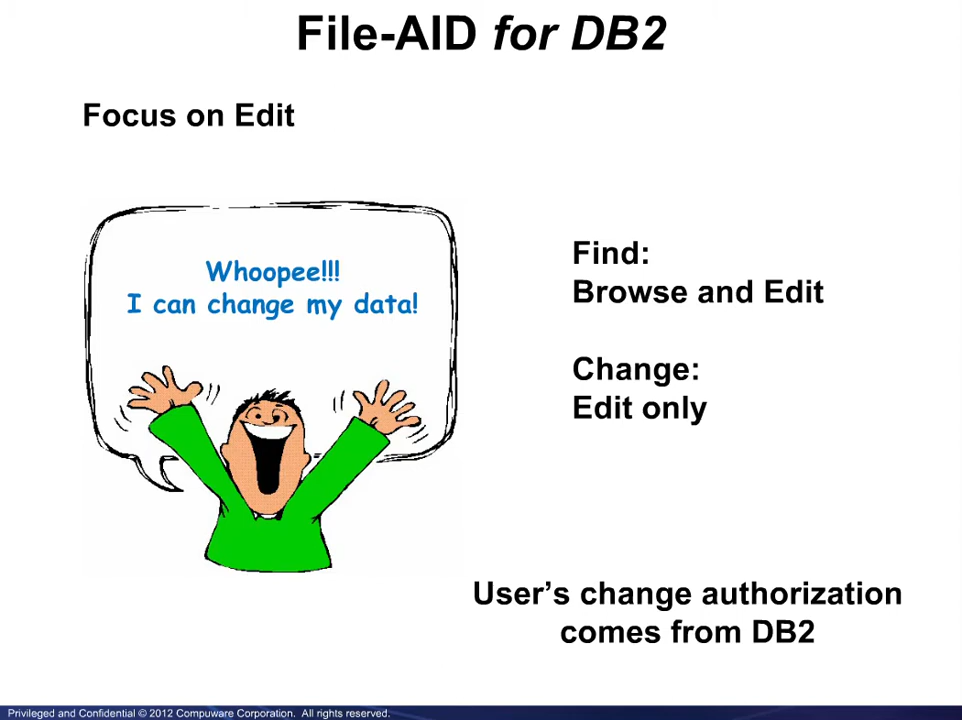 File-AID for DB2
Focus on Edit
Whoopee!!!
I can change my data!
Find:
Browse and Edit
Change:
Edit only
User’s change authorization
comes from DB2
Privileged and Confidential © 2012 Compuware Corporation. All rights reserved.